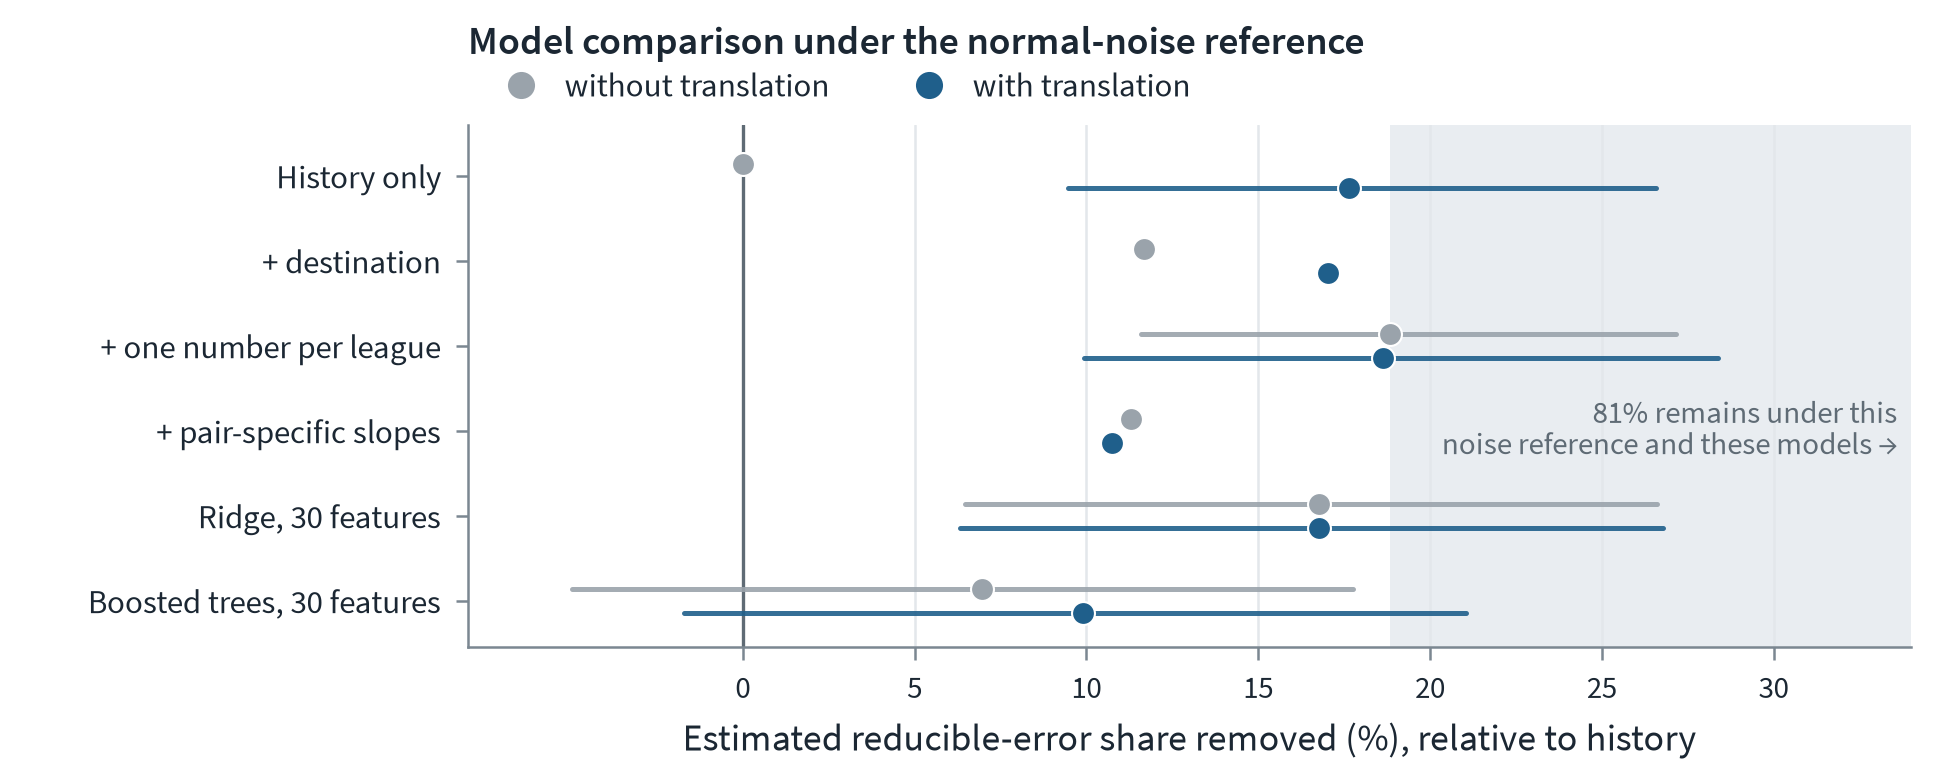 Model comparison under the normal-noise reference
without translation
with translation
History only
+ destination
+ one number per league
+ pair-specific slopes
Ridge, 30 features
Boosted trees, 30 features
81% remains under this
noise reference and these models →
0 5 10 15 20 25 30
Estimated reducible-error share removed (%), relative to history